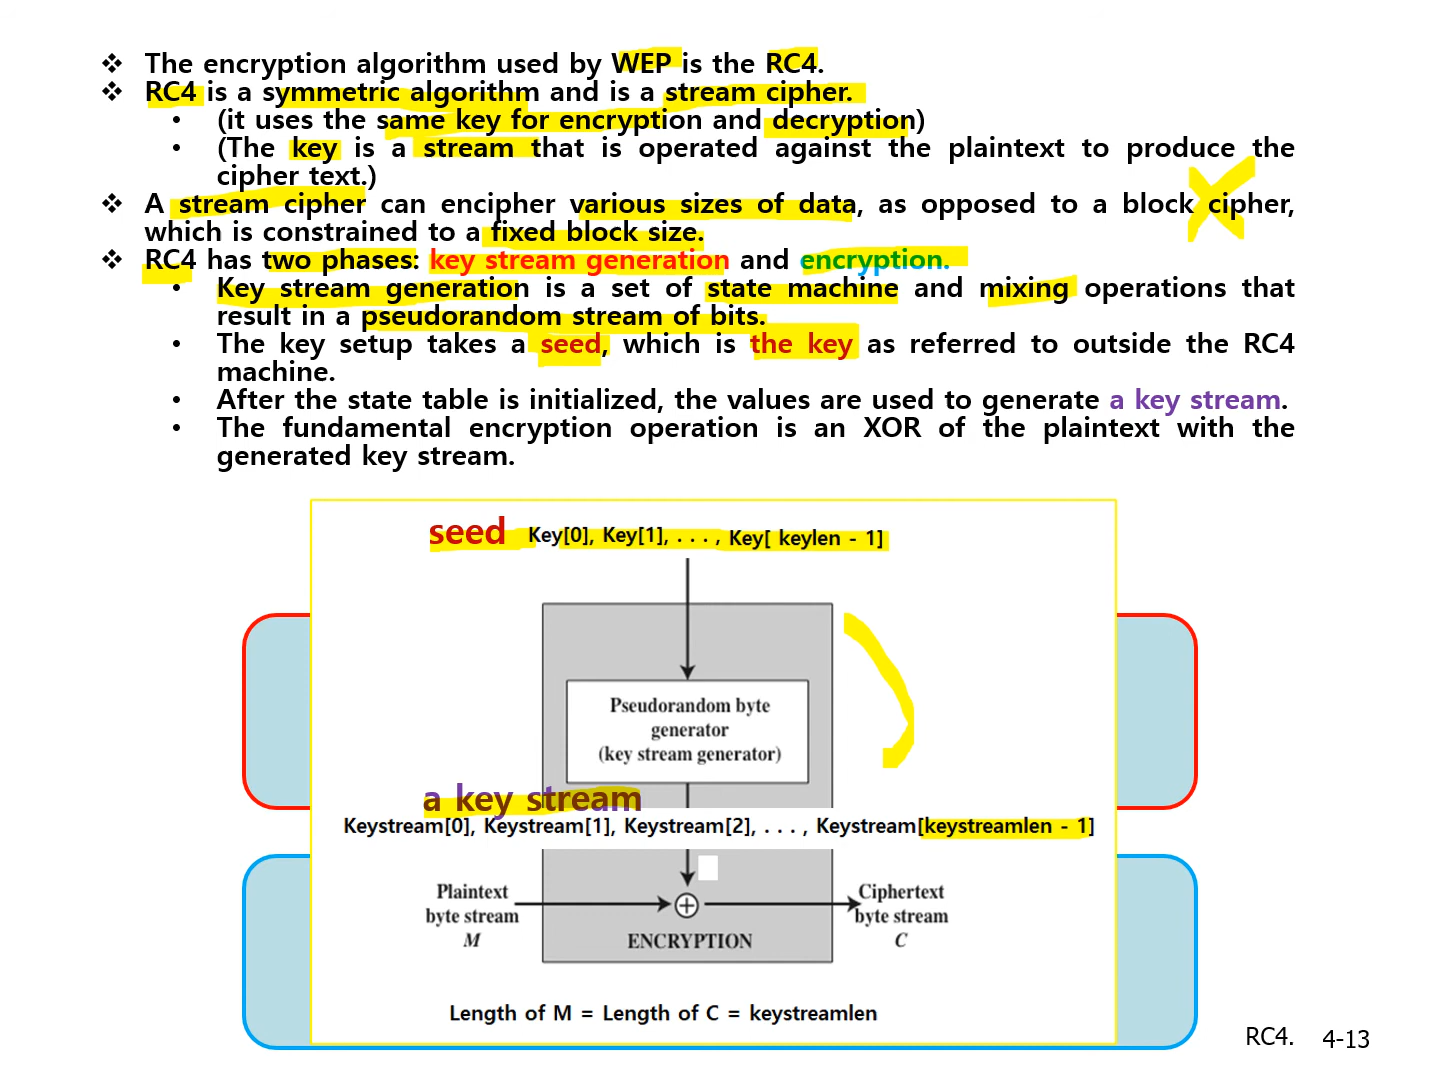 ❖ The encryption algorithm used by WEP is the RC4.
❖ RC4 is a symmetric algorithm and is a stream cipher.
• (it uses the same key for encryption and decryption)
• (The key is a stream that is operated against the plaintext to produce the
cipher text.)
❖ A stream cipher can encipher various sizes of data, as opposed to a block cipher,
which is constrained to a fixed block size.
❖ RC4 has two phases: key stream generation and encryption.
• Key stream generation is a set of state machine and mixing operations that
result in a pseudorandom stream of bits.
• The key setup takes a seed, which is the key as referred to outside the RC4
machine.
• After the state table is initialized, the values are used to generate a key stream.
• The fundamental encryption operation is an XOR of the plaintext with the
generated key stream.
seed Key[0], Key[1], . . . , Key[ keylen - 1]
Pseudorandom byte
generator
(key stream generator)
a key stream
Keystream[0], Keystream[1], Keystream[2], . . . , Keystream[keystreamlen - 1]
Plaintext
byte stream
M
ENCRYPTION
Ciphertext
byte stream
C
Length of M = Length of C = keystreamlen
RC4. 4-13